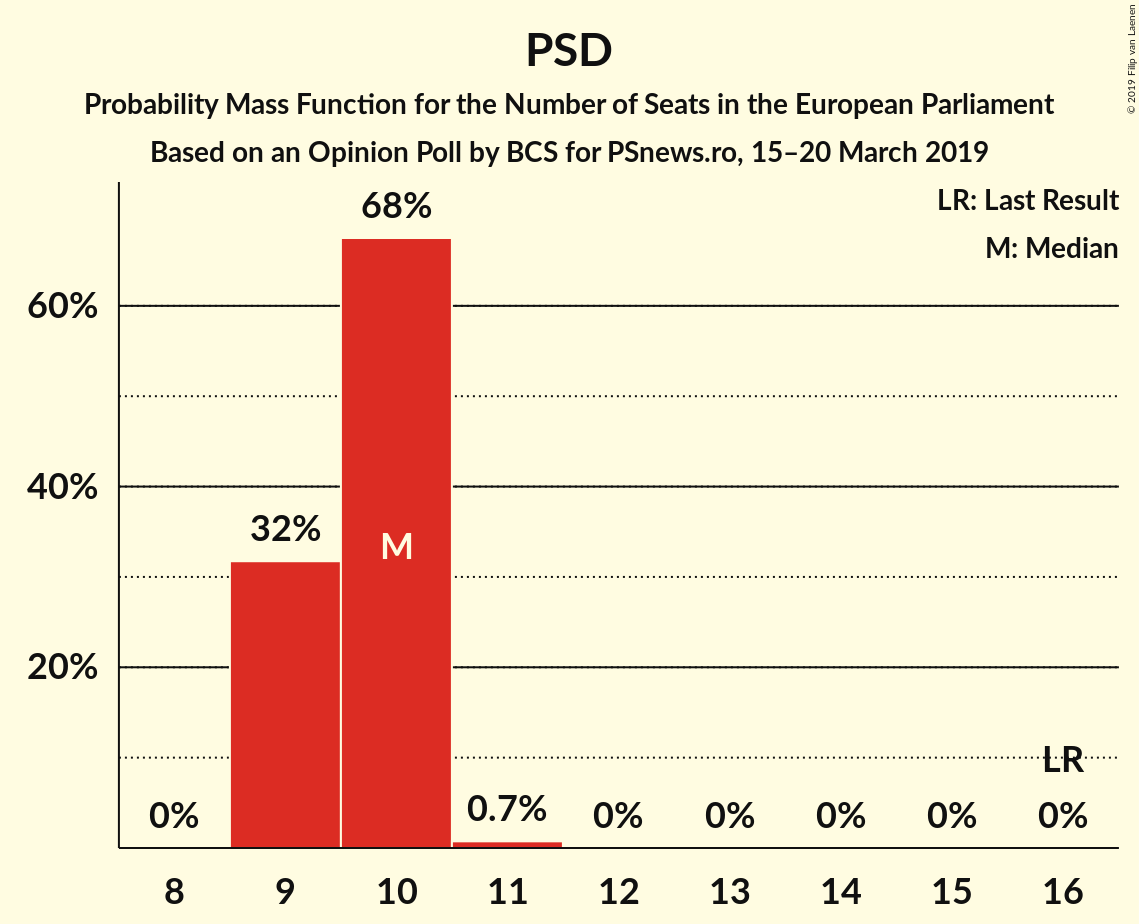 PSD
Probability Mass Function for the Number of Seats in the European Parliament
Based on an Opinion Poll by BCS for PSnews.ro, 15–20 March 2019
© 2019 Filip van Laenen
LR: Last Result
M: Median
68%
60%
40%
32%
M
20%
LR
0%
0.7%
0%
0%
0%
0%
0%
8 9 10 11 12 13 14 15 16